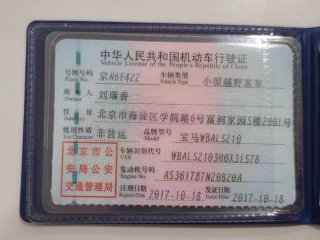 中华人民共和国机动车行驶证
Vehicle License of the People's Republic of China
号牌号码 京N6E422 车辆类型 小型越野客车
Plate No. Vehicle Type
所有人 刘瑞香
Owner
住址 北京市海淀区学院路6号富润家园5楼2001号
Address
使用性质 非营运 品牌型号 宝马WBAL5210
Use Character Model
北京市公安局公安交通管理局
车辆识别代号 WBAL52103H0X31578
VIN
发动机号码 A5361787N20B20A
Engine No.
注册日期 2017-10-18 发证日期 2017-10-18
Register Date Issue Date